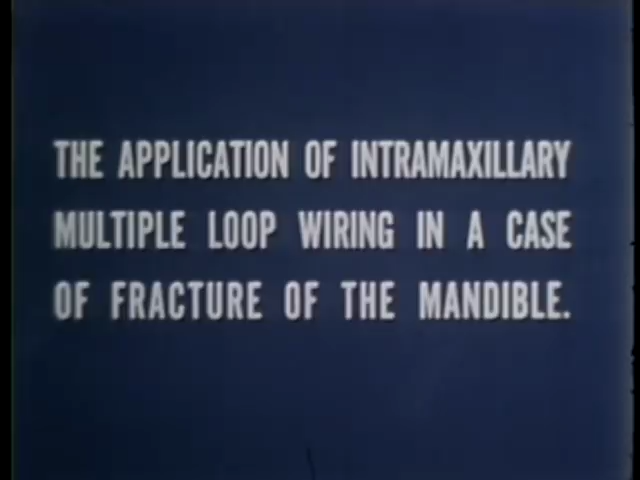 THE APPLICATION OF INTRAMAXILLARY
MULTIPLE LOOP WIRING IN A CASE
OF FRACTURE OF THE MANDIBLE.